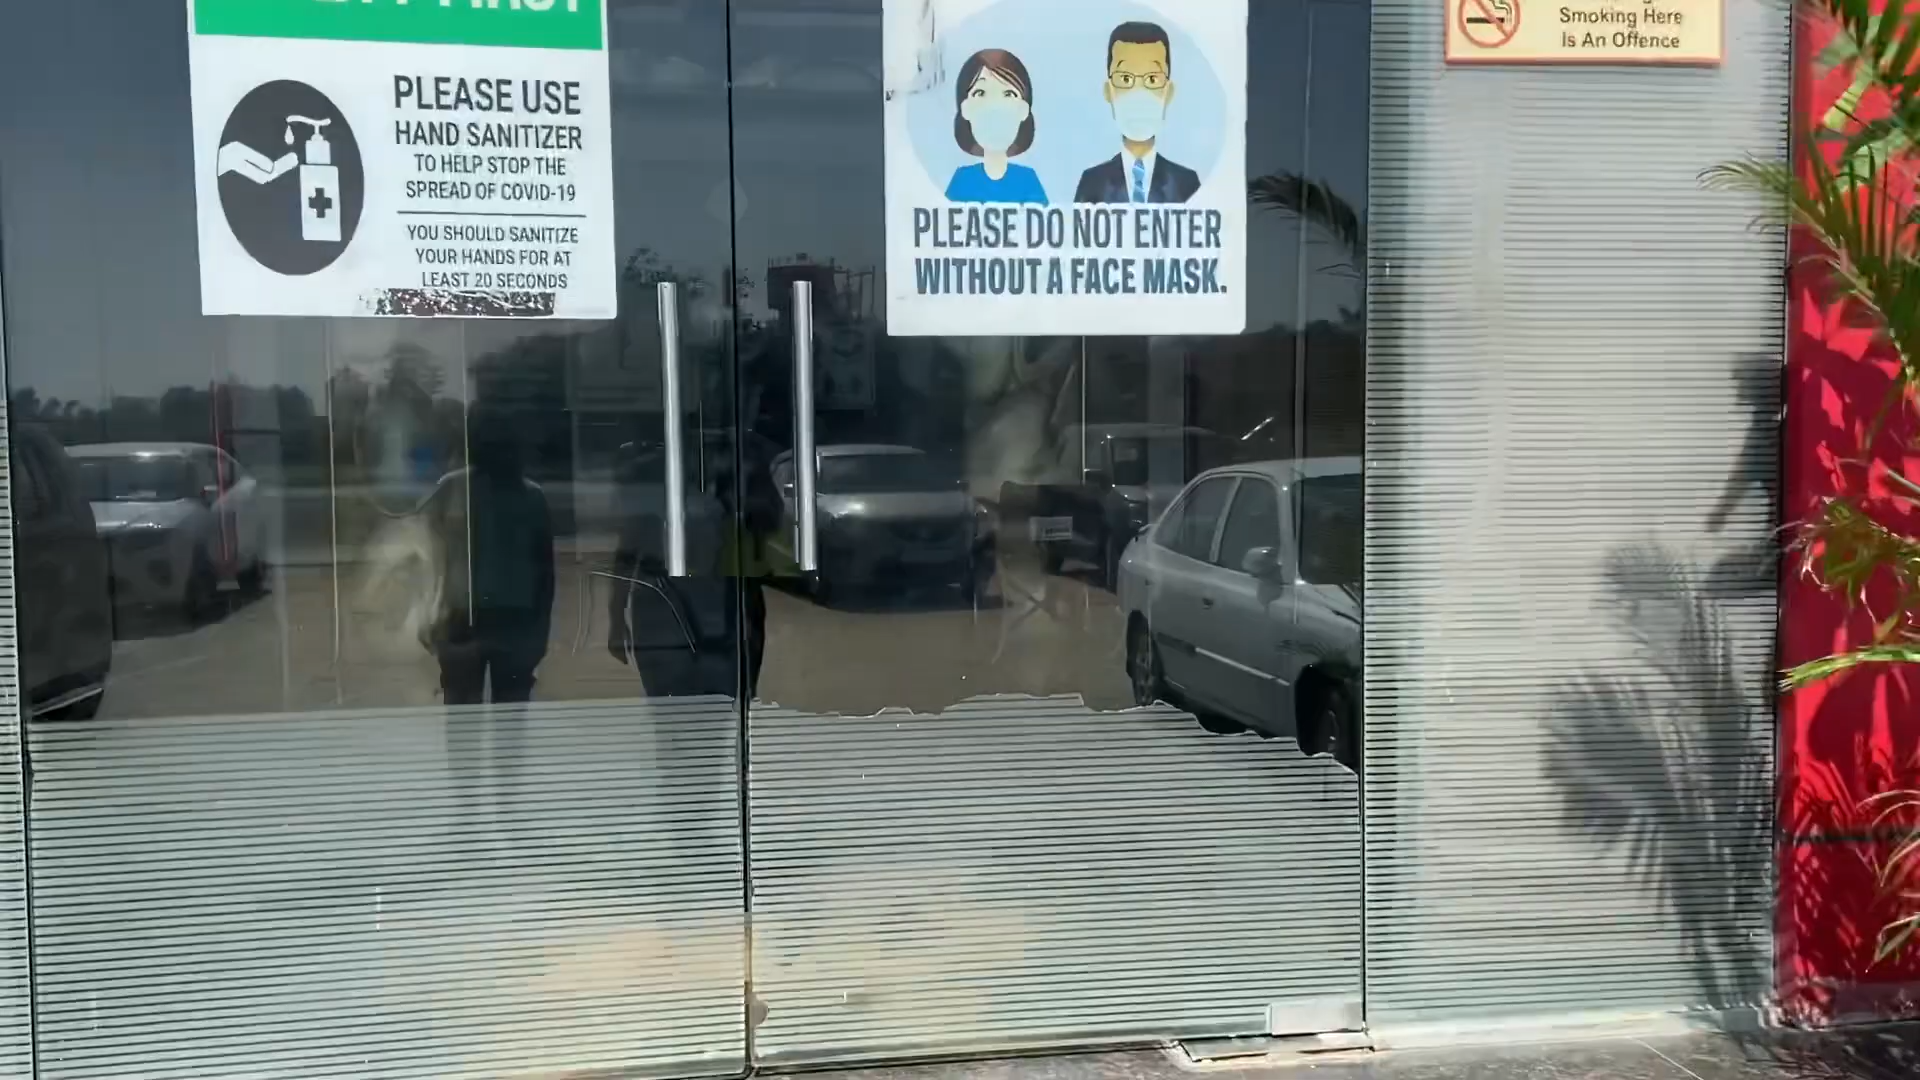 PLEASE USE
HAND SANITIZER
TO HELP STOP THE
SPREAD OF COVID-19
YOU SHOULD SANITIZE
YOUR HANDS FOR AT
LEAST 20 SECONDS
PLEASE DO NOT ENTER
WITHOUT A FACE MASK.
Smoking Here
Is An Offence